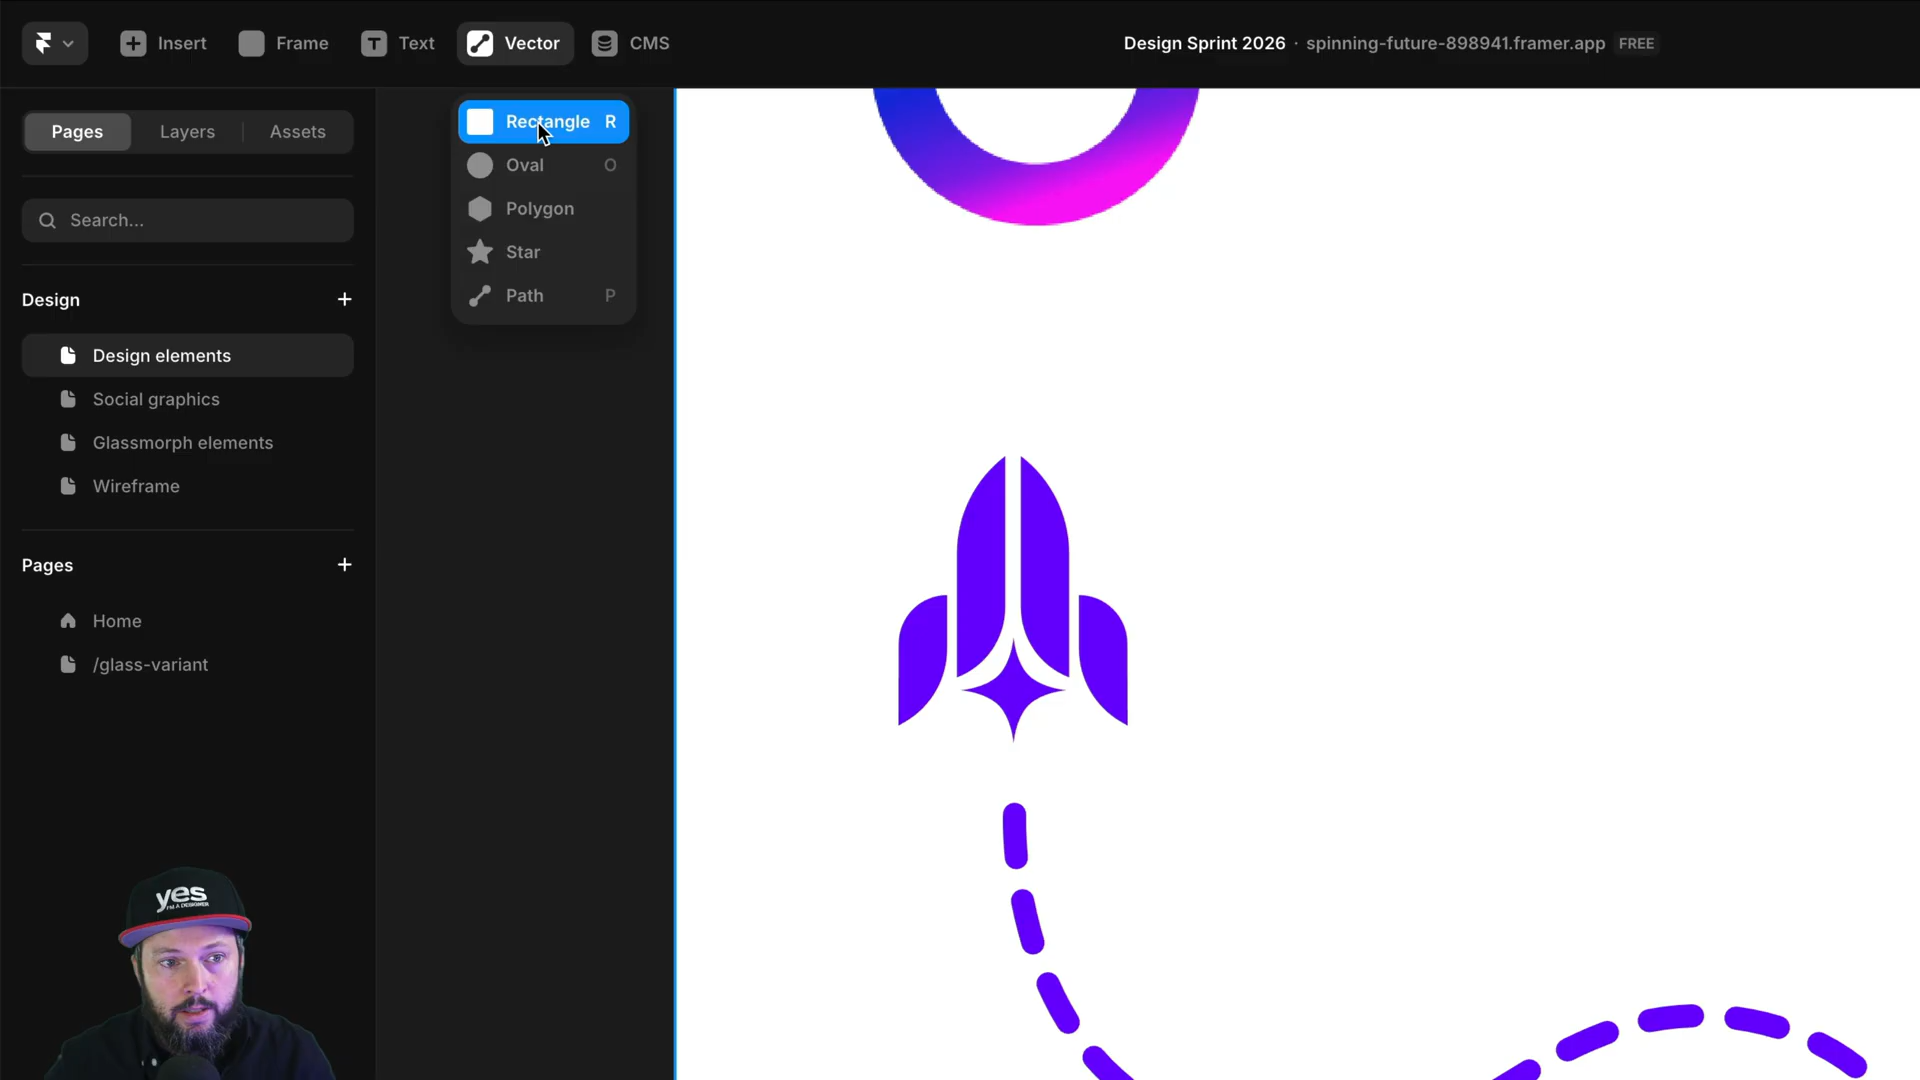 Insert Frame Text Vector CMS Design Sprint 2026 · spinning-future-898941.framer.app FREE
Pages Layers Assets
Search...
Design +
Design elements
Social graphics
Glassmorph elements
Wireframe
Pages +
Home
/glass-variant
Rectangle R
Oval O
Polygon
Star
Path P
yes
I'M A DESIGNER